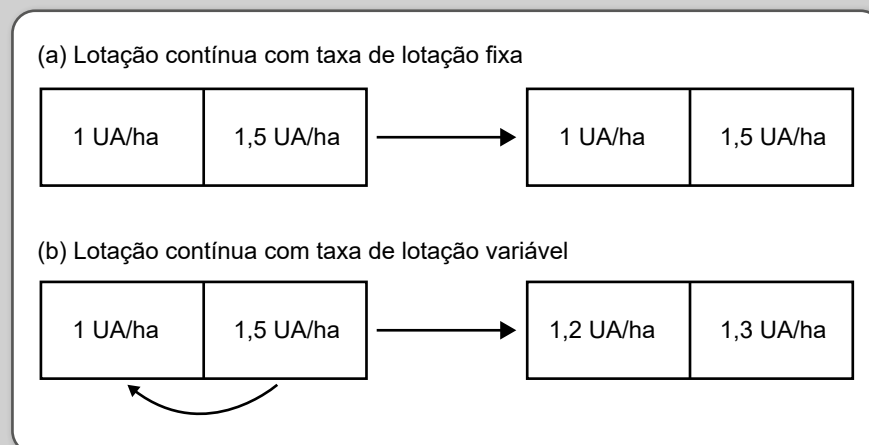 (a) Lotação contínua com taxa de lotação fixa
1 UA/ha 1,5 UA/ha 1 UA/ha 1,5 UA/ha
(b) Lotação contínua com taxa de lotação variável
1 UA/ha 1,5 UA/ha 1,2 UA/ha 1,3 UA/ha